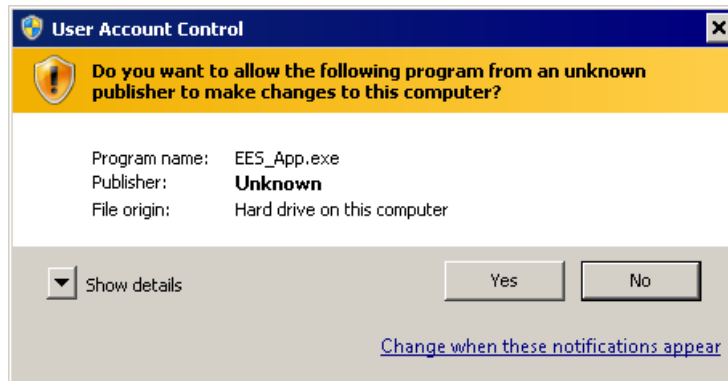 User Account Control
Do you want to allow the following program from an unknown
publisher to make changes to this computer?
Program name: EES_App.exe
Publisher: Unknown
File origin: Hard drive on this computer
Show details
Yes No
Change when these notifications appear